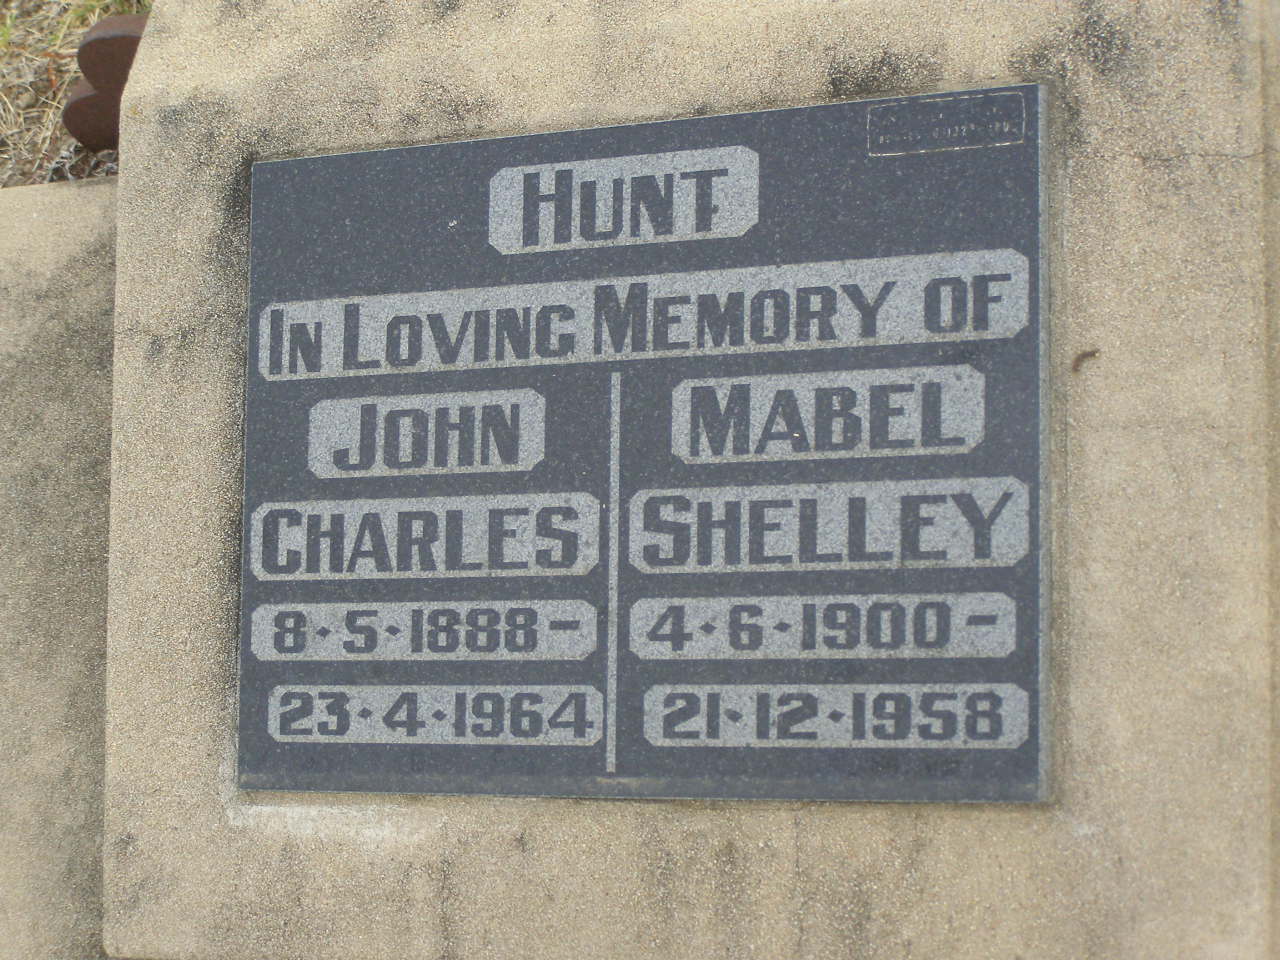 HUNT
IN LOVING MEMORY OF
JOHN
CHARLES
8·5·1888-
23·4·1964
MABEL
SHELLEY
4·6·1900-
21·12·1958